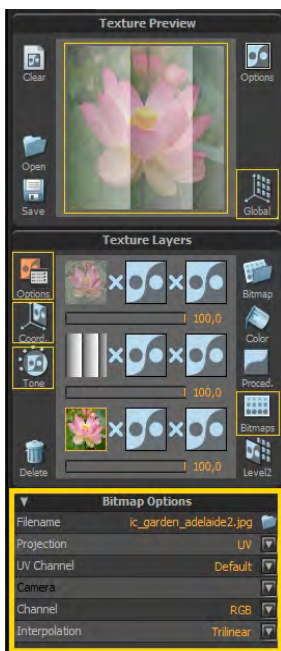 Texture Preview
Clear
Options
Open
Save
Global
Texture Layers
Options
Bitmap
100,0
Coord.
Color
100,0
Tone
Proced.
Bitmaps
Delete
100,0
Level2
Bitmap Options
Filename ic_garden_adelaide2.jpg
Projection UV
UV Channel Default
Camera
Channel RGB
Interpolation Trilinear